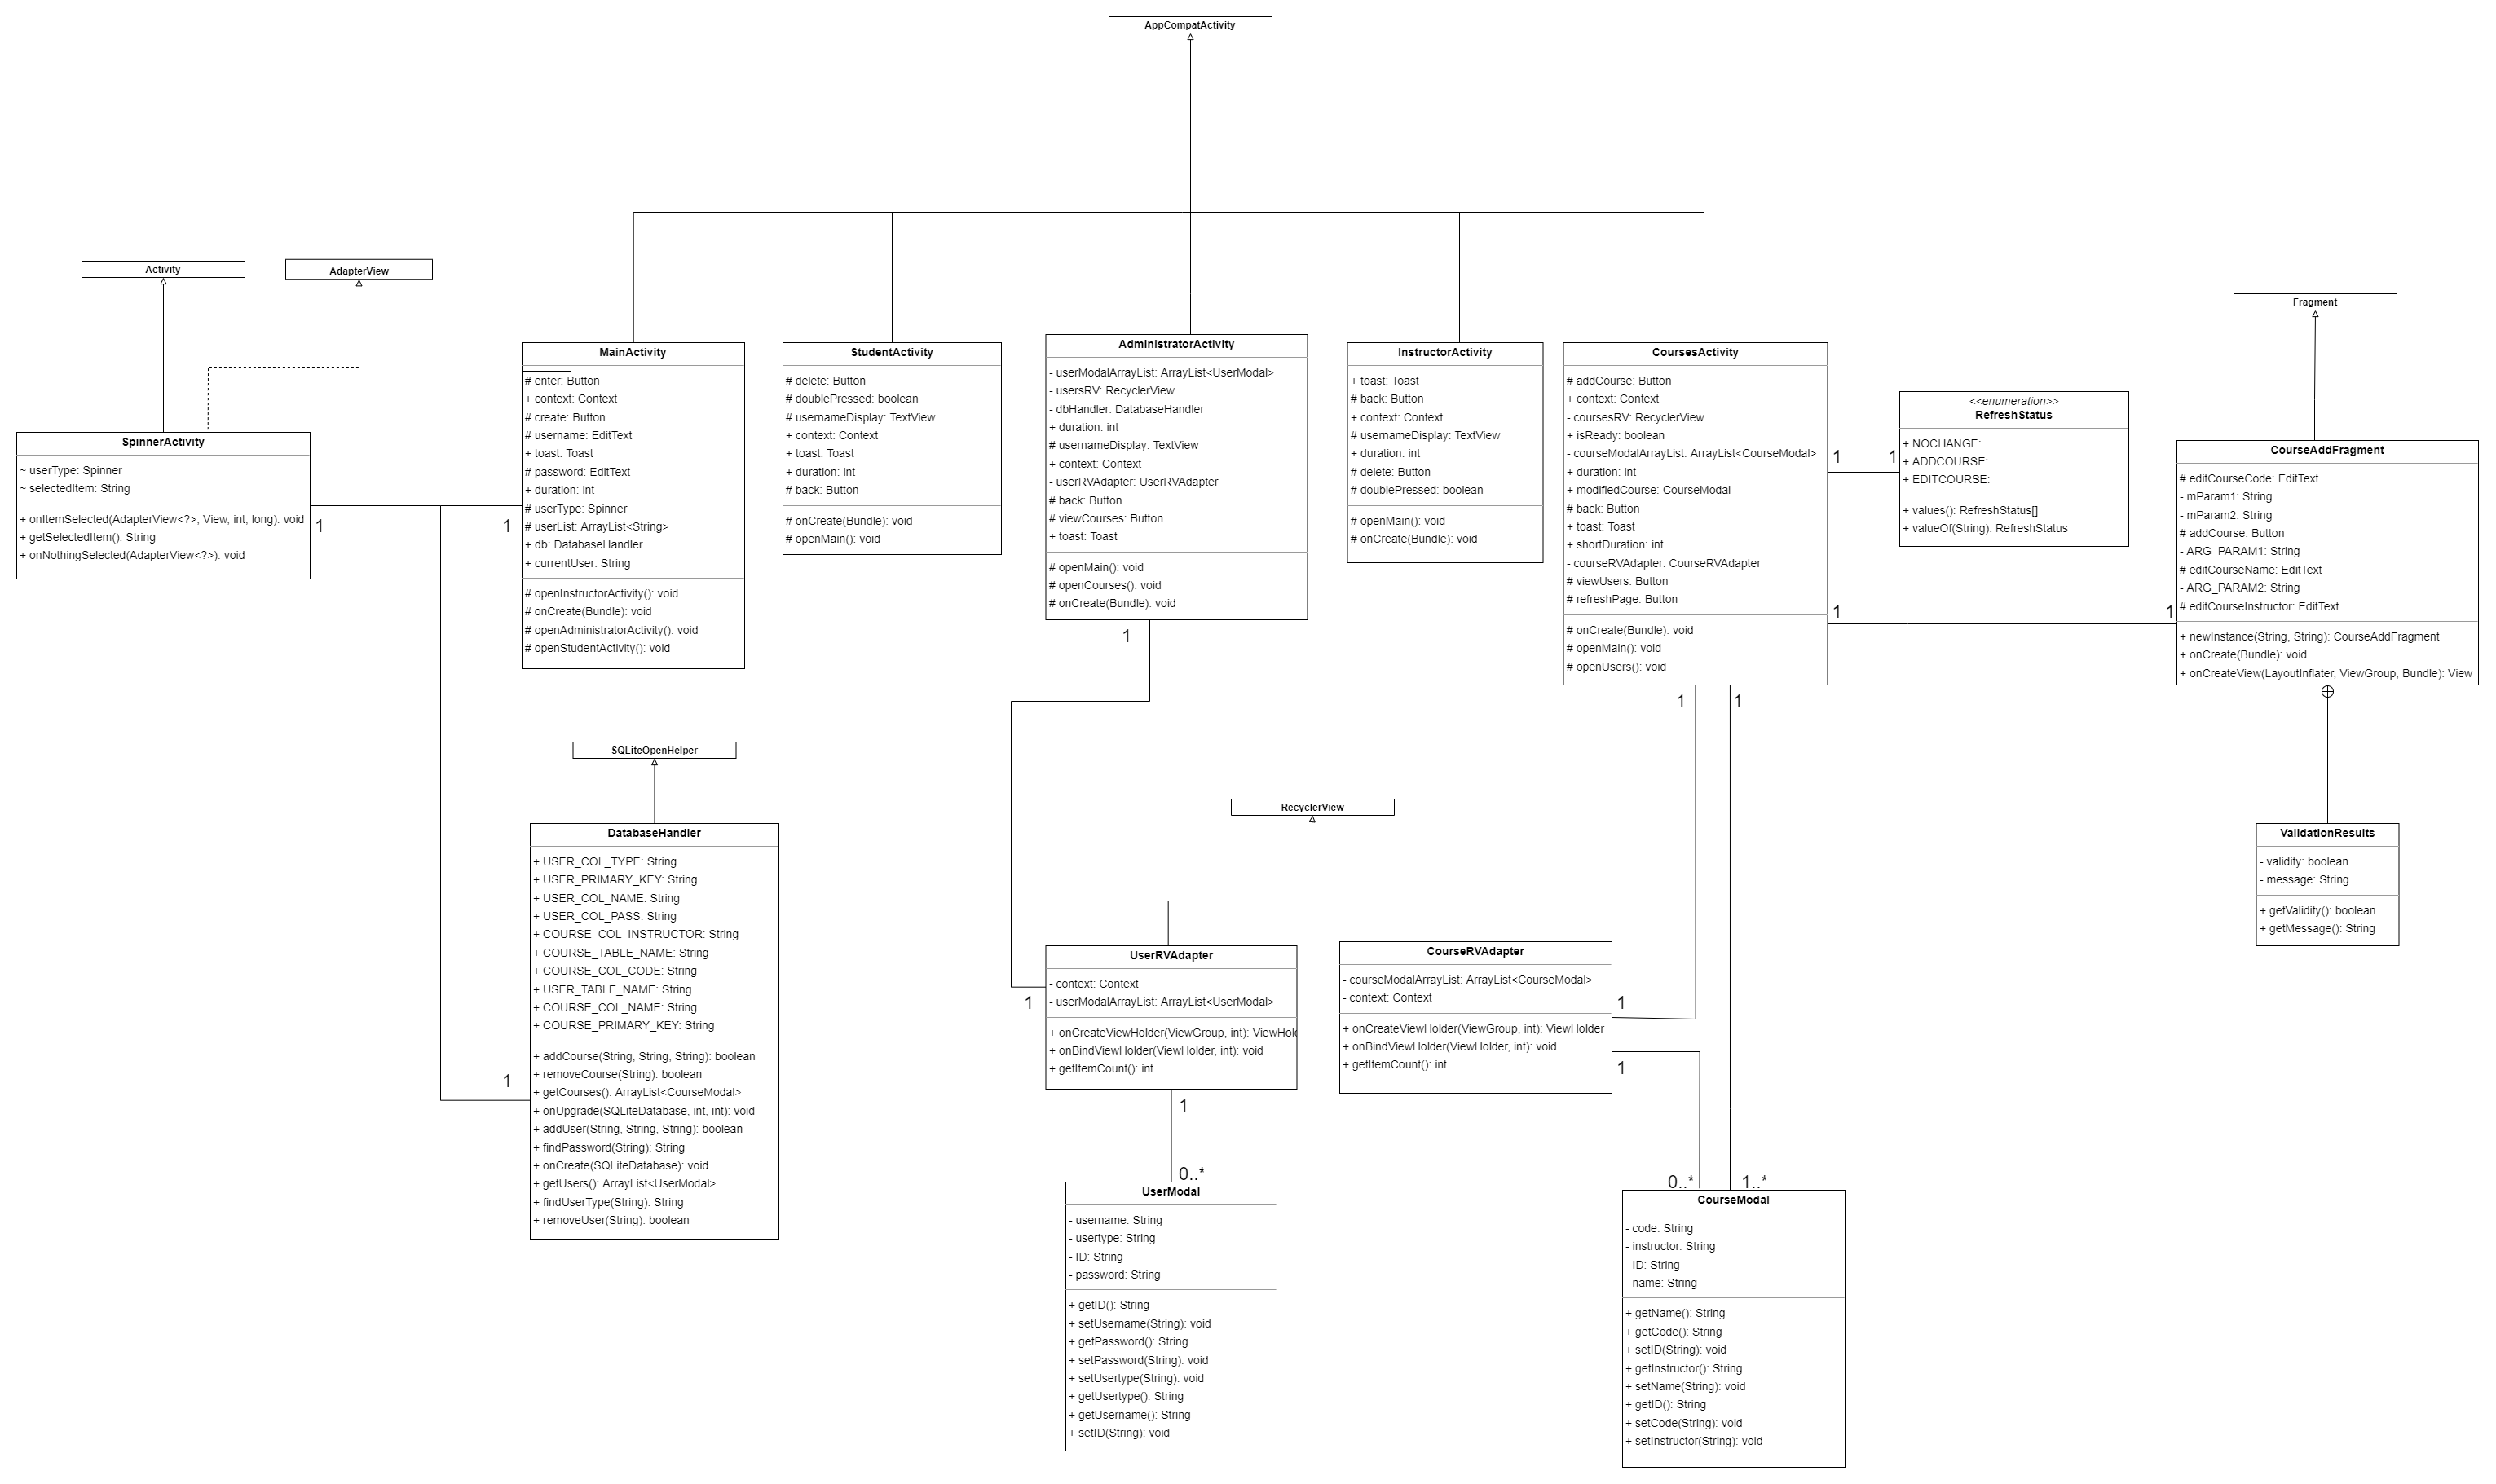 AppCompatActivity
Activity
AdapterView
Fragment
SpinnerActivity
~ userType: Spinner
~ selectedItem: String
+ onItemSelected(AdapterView<?>, View, int, long): void
+ getSelectedItem(): String
+ onNothingSelected(AdapterView<?>): void
1
1
MainActivity
# enter: Button
+ context: Context
# create: Button
# username: EditText
+ toast: Toast
# password: EditText
+ duration: int
# userType: Spinner
# userList: ArrayList<String>
+ db: DatabaseHandler
+ currentUser: String
# openInstructorActivity(): void
# onCreate(Bundle): void
# openAdministratorActivity(): void
# openStudentActivity(): void
StudentActivity
# delete: Button
# doublePressed: boolean
# usernameDisplay: TextView
+ context: Context
+ toast: Toast
+ duration: int
# back: Button
# onCreate(Bundle): void
# openMain(): void
AdministratorActivity
- userModalArrayList: ArrayList<UserModal>
- usersRV: RecyclerView
- dbHandler: DatabaseHandler
+ duration: int
# usernameDisplay: TextView
+ context: Context
- userRVAdapter: UserRVAdapter
# back: Button
# viewCourses: Button
+ toast: Toast
# openMain(): void
# openCourses(): void
# onCreate(Bundle): void
1
InstructorActivity
+ toast: Toast
# back: Button
+ context: Context
# usernameDisplay: TextView
+ duration: int
# delete: Button
# doublePressed: boolean
# openMain(): void
# onCreate(Bundle): void
CoursesActivity
# addCourse: Button
+ context: Context
- coursesRV: RecyclerView
+ isReady: boolean
- courseModalArrayList: ArrayList<CourseModal>
+ duration: int
+ modifiedCourse: CourseModal
# back: Button
+ toast: Toast
+ shortDuration: int
- courseRVAdapter: CourseRVAdapter
# viewUsers: Button
# refreshPage: Button
# onCreate(Bundle): void
# openMain(): void
# openUsers(): void
1
1
1
1
1
1
<<enumeration>>
RefreshStatus
+ NOCHANGE:
+ ADDCOURSE:
+ EDITCOURSE:
+ values(): RefreshStatus[]
+ valueOf(String): RefreshStatus
CourseAddFragment
# editCourseCode: EditText
- mParam1: String
- mParam2: String
# addCourse: Button
- ARG_PARAM1: String
# editCourseName: EditText
- ARG_PARAM2: String
# editCourseInstructor: EditText
+ newInstance(String, String): CourseAddFragment
+ onCreate(Bundle): void
+ onCreateView(LayoutInflater, ViewGroup, Bundle): View
SQLiteOpenHelper
DatabaseHandler
+ USER_COL_TYPE: String
+ USER_PRIMARY_KEY: String
+ USER_COL_NAME: String
+ USER_COL_PASS: String
+ COURSE_COL_INSTRUCTOR: String
+ COURSE_TABLE_NAME: String
+ COURSE_COL_CODE: String
+ USER_TABLE_NAME: String
+ COURSE_COL_NAME: String
+ COURSE_PRIMARY_KEY: String
+ addCourse(String, String, String): boolean
+ removeCourse(String): boolean
+ getCourses(): ArrayList<CourseModal>
+ onUpgrade(SQLiteDatabase, int, int): void
+ addUser(String, String, String): boolean
+ findPassword(String): String
+ onCreate(SQLiteDatabase): void
+ getUsers(): ArrayList<UserModal>
+ findUserType(String): String
+ removeUser(String): boolean
1
RecyclerView
UserRVAdapter
- context: Context
- userModalArrayList: ArrayList<UserModal>
+ onCreateViewHolder(ViewGroup, int): ViewHol
+ onBindViewHolder(ViewHolder, int): void
+ getItemCount(): int
1
1
CourseRVAdapter
- courseModalArrayList: ArrayList<CourseModal>
- context: Context
+ onCreateViewHolder(ViewGroup, int): ViewHolder
+ onBindViewHolder(ViewHolder, int): void
+ getItemCount(): int
1
1
ValidationResults
- validity: boolean
- message: String
+ getValidity(): boolean
+ getMessage(): String
0..*
UserModal
- username: String
- usertype: String
- ID: String
- password: String
+ getID(): String
+ setUsername(String): void
+ getPassword(): String
+ setPassword(String): void
+ setUsertype(String): void
+ getUsertype(): String
+ getUsername(): String
+ setID(String): void
0..*
1..*
CourseModal
- code: String
- instructor: String
- ID: String
- name: String
+ getName(): String
+ getCode(): String
+ setID(String): void
+ getInstructor(): String
+ setName(String): void
+ getID(): String
+ setCode(String): void
+ setInstructor(String): void